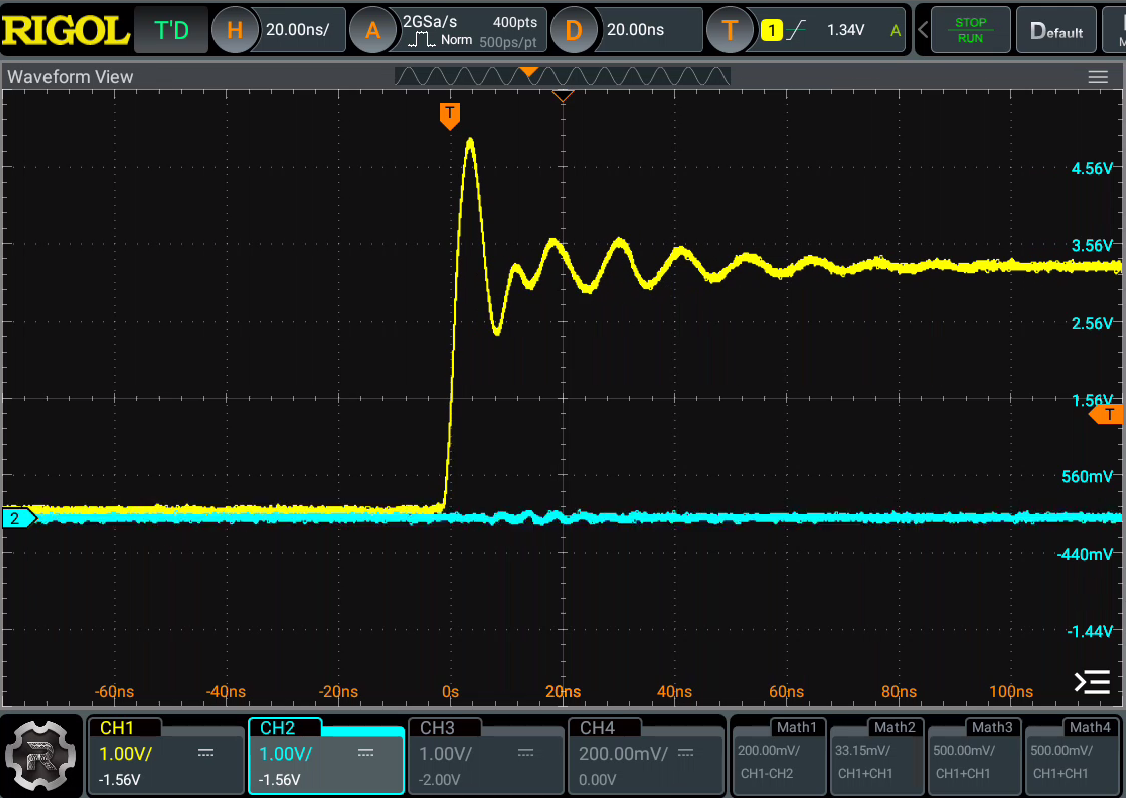 RIGOL T'D H 20.00ns/ A 2GSa/s 400pts Norm 500ps/pt D 20.00ns T 1 1.34V A STOP RUN Default M
Waveform View
T
4.56V
3.56V
2.56V
1.56V
T
560mV
2
-440mV
-1.44V
-60ns -40ns -20ns 0s 20ns 40ns 60ns 80ns 100ns
CH1 CH2 CH3 CH4 Math1 Math2 Math3 Math4
1.00V/ 1.00V/ 1.00V/ 200.00mV/ 200.00mV/ 33.15mV/ 500.00mV/ 500.00mV/
-1.56V -1.56V -2.00V 0.00V CH1-CH2 CH1+CH1 CH1+CH1 CH1+CH1
R